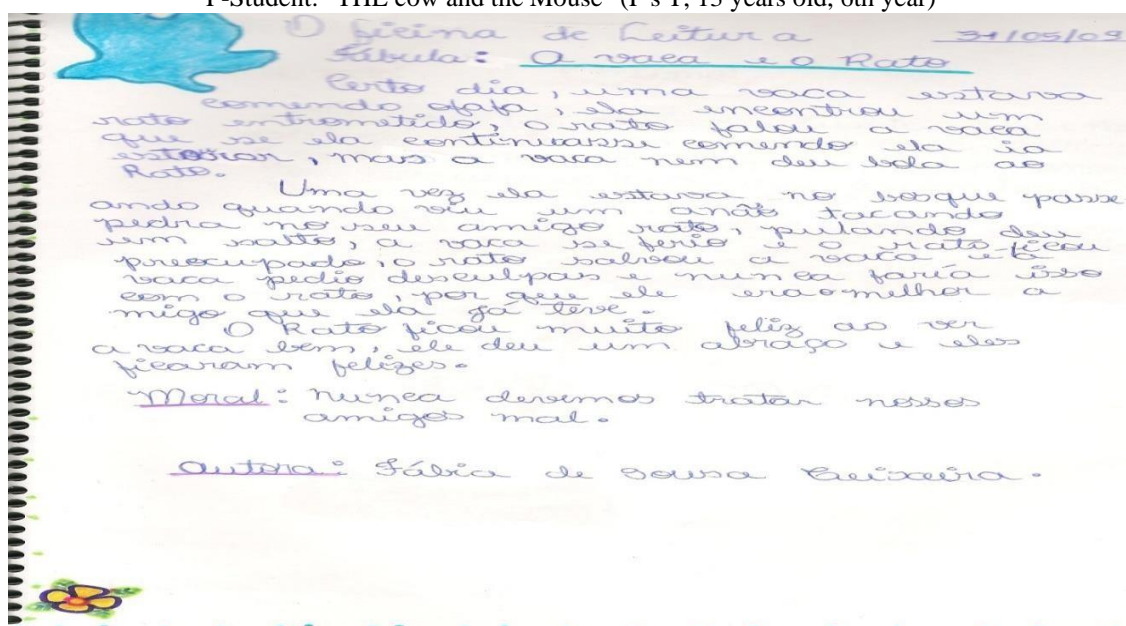 F-Student: "THE cow and the Mouse" (F's T, 13 years old, 6th year)
Oficina de Leitura 31/05/09
Fábula: A vaca e o Rato
Certo dia, uma vaca estava
comendo alfafa, ela encontrou um
rato entrometido, o rato falou a vaca
que se ela continuasse comendo ela ia
estourar, mas a vaca nem deu bola ao
Rato.
Uma vez ela estava no bosque passe
ando quando viu um anão tacando
pedra no seu amigo rato, pulando deu
um salto, a vaca se ferio e o rato ficou
preocupado, o rato salvou a vaca e a
vaca pedio desculpas e nunca faria isso
com o rato, por que ele era o melhor a
migo que ela já teve.
O Rato ficou muito feliz ao ver
a vaca bem, ele deu um abraço e eles
ficaram felizes.
Moral: nunca devemos tratar nossos
amigos mal.
Autora: Fábia de Sousa Teixeira.